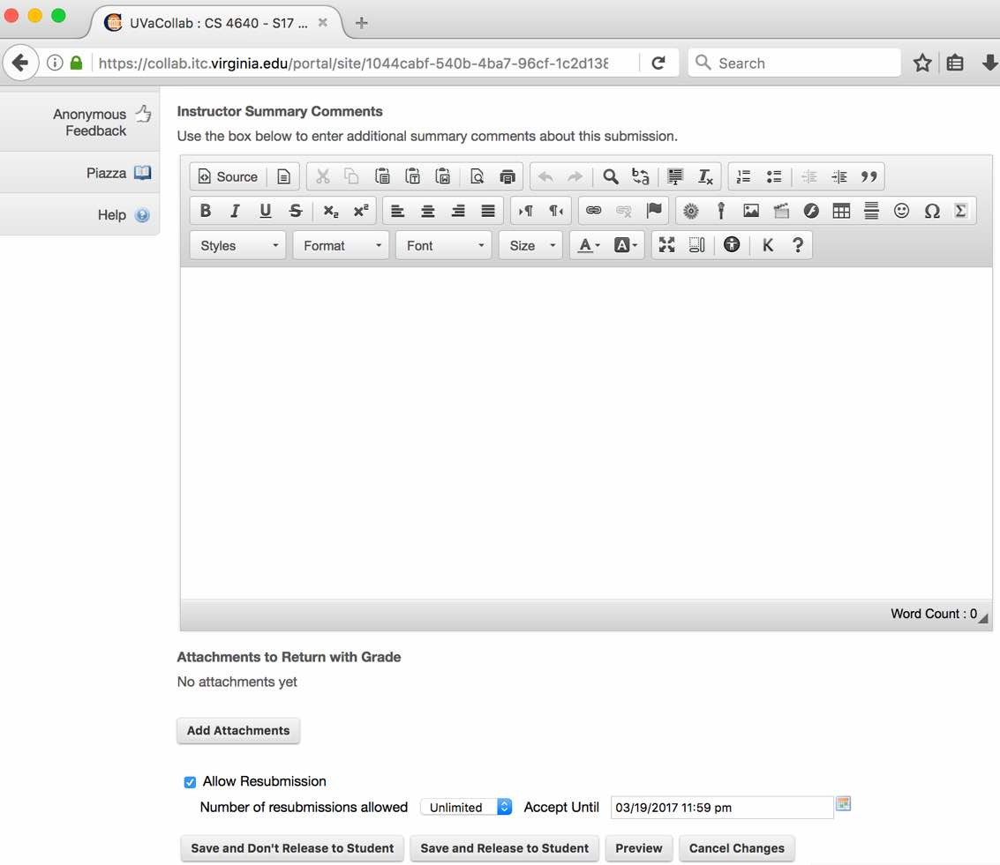 UVaCollab : CS 4640 - S17 ...
https://collab.itc.virginia.edu/portal/site/1044cabf-540b-4ba7-96cf-1c2d138
Search
Anonymous
Feedback
Piazza
Help
Instructor Summary Comments
Use the box below to enter additional summary comments about this submission.
Source
Styles Format Font Size
Word Count : 0
Attachments to Return with Grade
No attachments yet
Add Attachments
Allow Resubmission
Number of resubmissions allowed Unlimited Accept Until 03/19/2017 11:59 pm
Save and Don't Release to Student Save and Release to Student Preview Cancel Changes